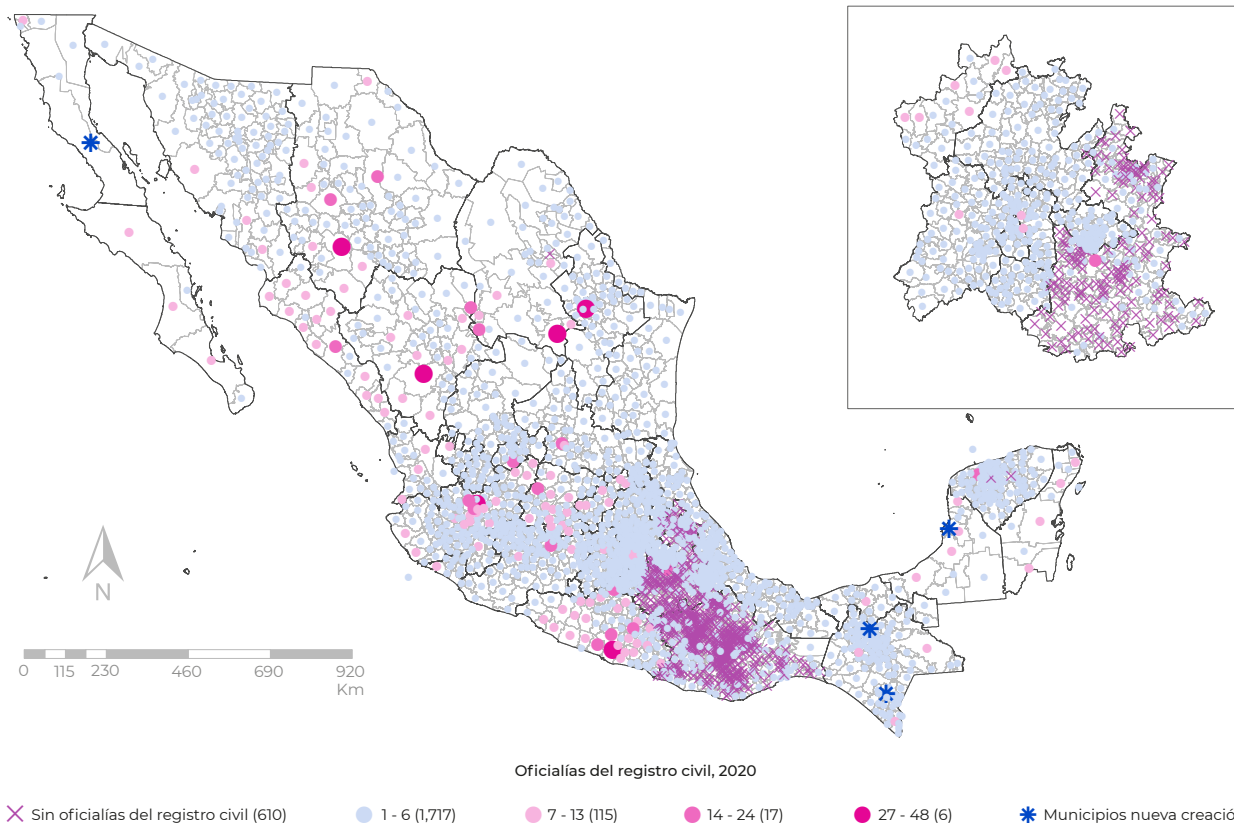 N
0 115 230 460 690 920
Km
Oficialías del registro civil, 2020
Sin oficialías del registro civil (610) 1 - 6 (1,717) 7 - 13 (115) 14 - 24 (17) 27 - 48 (6) Municipios nueva creació